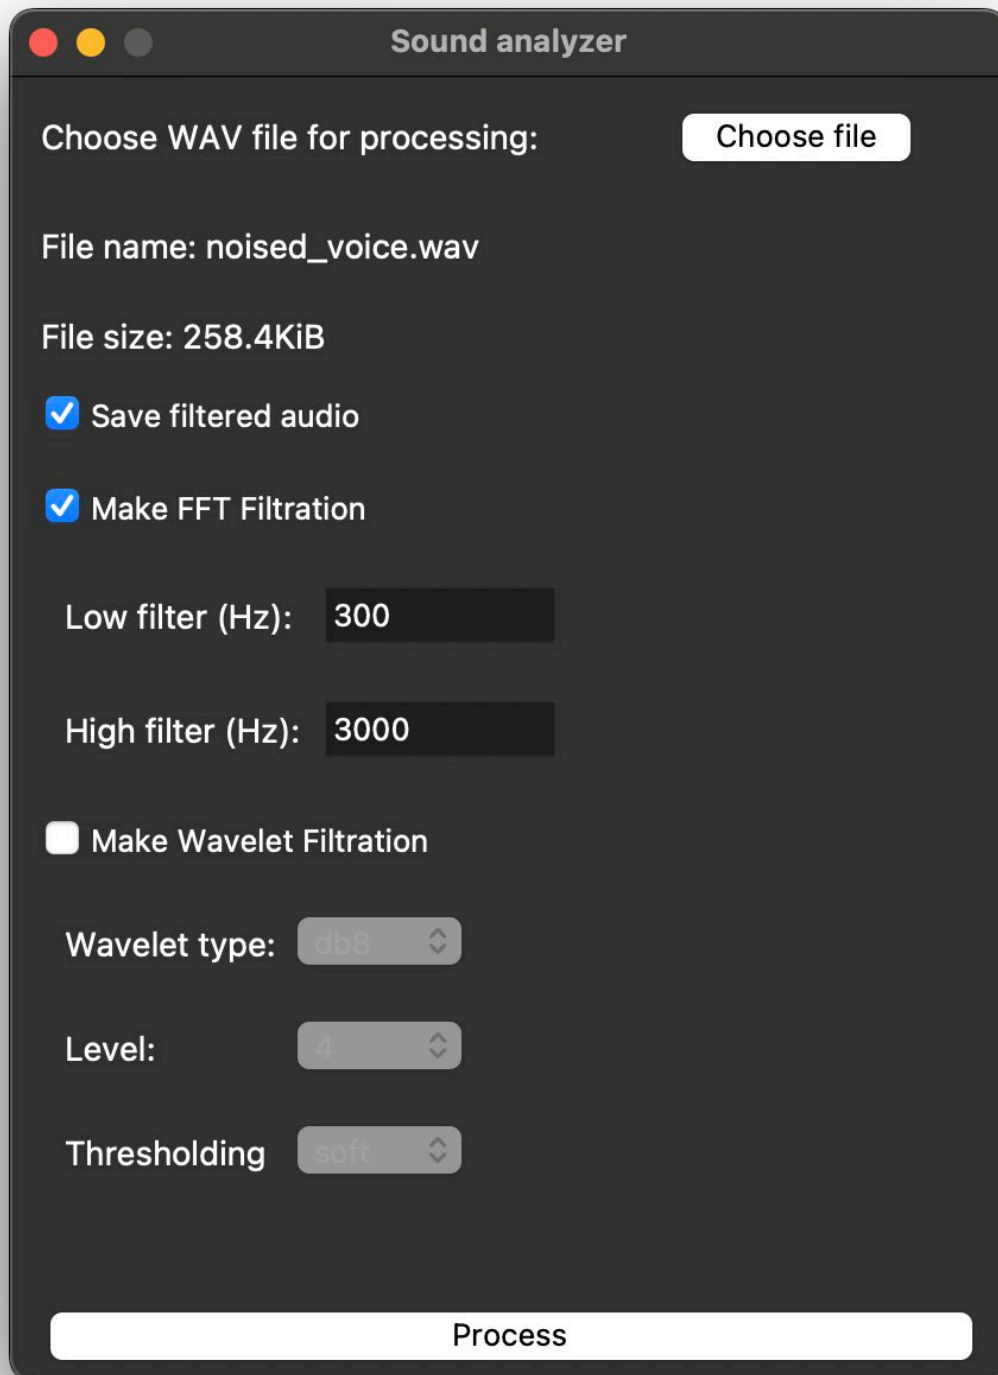 Sound analyzer
Choose WAV file for processing: Choose file
File name: noised_voice.wav
File size: 258.4KiB
Save filtered audio
Make FFT Filtration
Low filter (Hz): 300
High filter (Hz): 3000
Make Wavelet Filtration
Wavelet type: db8
Level: 4
Thresholding soft
Process